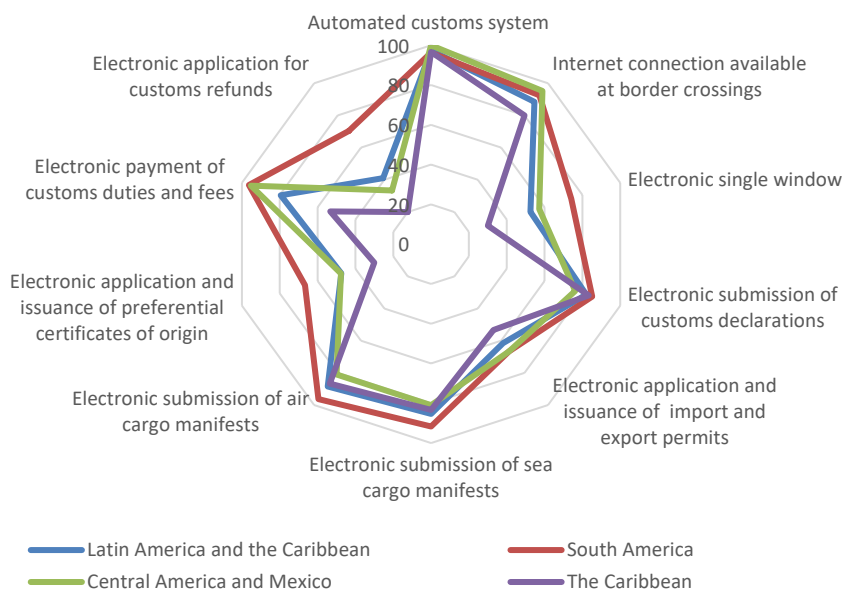 Automated customs system
Internet connection available
at border crossings
Electronic single window
Electronic submission of
customs declarations
Electronic application and
issuance of  import and
export permits
Electronic submission of sea
cargo manifests
Electronic submission of air
cargo manifests
Electronic application and
issuance of preferential
certificates of origin
Electronic payment of
customs duties and fees
Electronic application for
customs refunds
100
80
60
40
20
0
Latin America and the Caribbean
South America
Central America and Mexico
The Caribbean